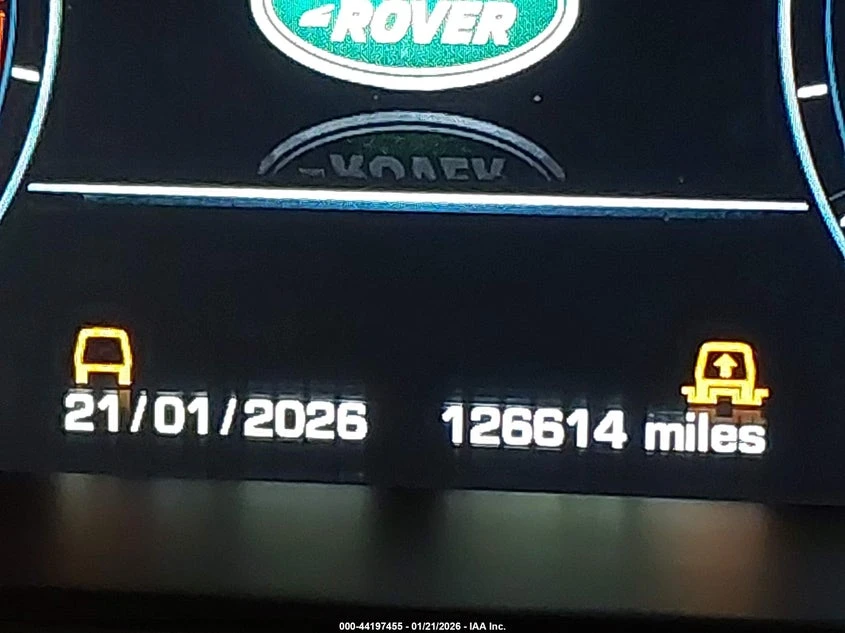 ROVER
21/01/2026 126614 miles
000-44197455 - 01/21/2026 - IAA Inc.